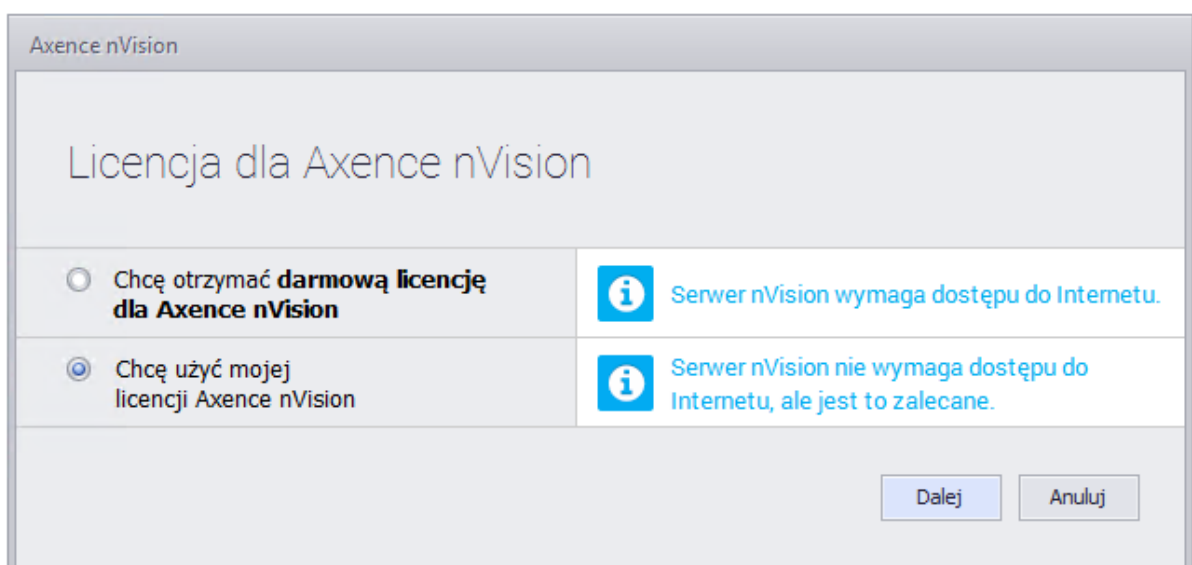 Axence nVision
Licencja dla Axence nVision
Chcę otrzymać darmową licencję
dla Axence nVision
Serwer nVision wymaga dostępu do Internetu.
Chcę użyć mojej
licencji Axence nVision
Serwer nVision nie wymaga dostępu do
Internetu, ale jest to zalecane.
Dalej
Anuluj